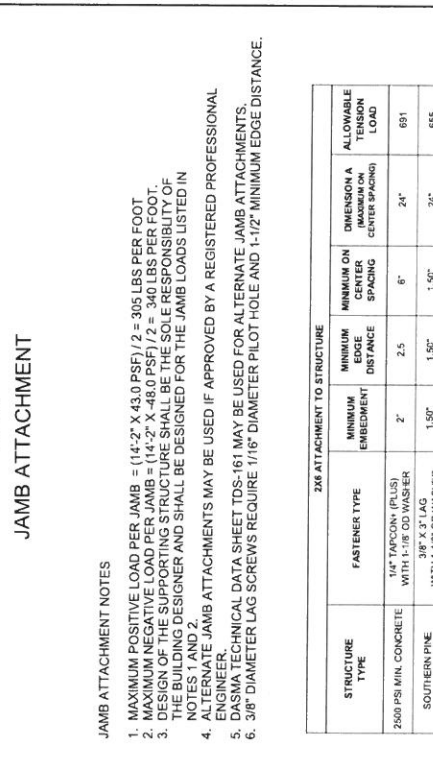 JAMB ATTACHMENT
JAMB ATTACHMENT NOTES
1. MAXIMUM POSITIVE LOAD PER JAMB = (14'-2" X 43.0 PSF) / 2 = 305 LBS PER FOOT
2. MAXIMUM NEGATIVE LOAD PER JAMB = (14'-2" X -48.0 PSF) / 2 = 340 LBS PER FOOT.
3. DESIGN OF THE SUPPORTING STRUCTURE SHALL BE THE SOLE RESPONSIBLITY OF
THE BUILDING DESIGNER AND SHALL BE DESIGNED FOR THE JAMB LOADS LISTED IN
NOTES 1 AND 2.
4. ALTERNATE JAMB ATTACHMENTS MAY BE USED IF APPROVED BY A REGISTERED PROFESSIONAL
ENGINEER.
5. DASMA TECHNICAL DATA SHEET TDS-161 MAY BE USED FOR ALTERNATE JAMB ATTACHMENTS.
6. 3/8" DIAMETER LAG SCREWS REQUIRE 1/16" DIAMETER PILOT HOLE AND 1-1/2" MINIMUM EDGE DISTANCE.
2X6 ATTACHMENT TO STRUCTURE
STRUCTURE
TYPE
FASTENER TYPE
MINIMUM
EMBEDMENT
MINIMUM
EDGE
DISTANCE
MINIMUM ON
CENTER
SPACING
DIMENSION A
(MAXIMUM ON
CENTER SPACING)
ALLOWABLE
TENSION
LOAD
2500 PSI MIN. CONCRETE
1/4" TAPCON+ (PLUS)
WITH 1-1/8" OD WASHER
2"
2.5
6"
24"
691
SOUTHERN PINE
3/8" X 3" LAG
1.50"
1.50"
1.50"
24"
655